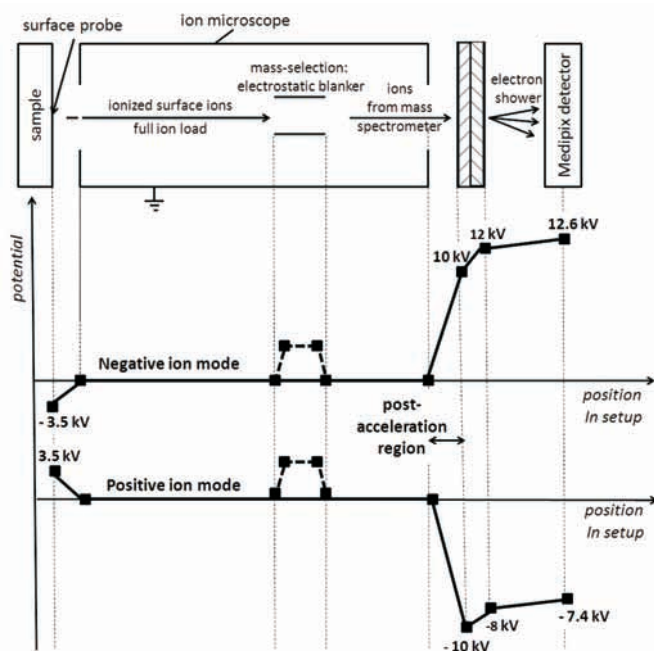 surface probe
ion microscope
sample
ionized surface ions
full ion load
mass-selection:
electrostatic blanker
ions
from mass
spectrometer
electron
shower
Medipix detector
potential
10 kV
12 kV
12.6 kV
Negative ion mode
- 3.5 kV
position
In setup
post-
acceleration
region
3.5 kV
Positive ion mode
position
In setup
- 10 kV
-8 kV
- 7.4 kV